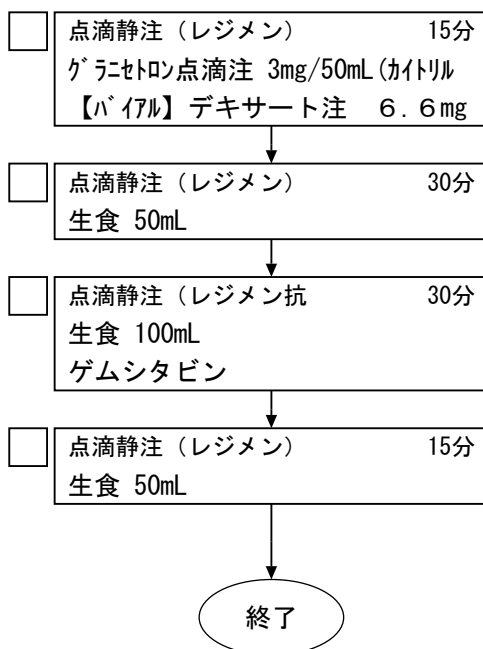 点滴静注（レジメン） 15分
ｸﾞﾗﾆｾﾄﾛﾝ点滴注 3mg/50mL(ｶｲﾄﾘﾙ
【ﾊﾞｲｱﾙ】デキサート注 ６.６mg
点滴静注（レジメン） 30分
生食 50mL
点滴静注（レジメン抗 30分
生食 100mL
ゲムシタビン
点滴静注（レジメン） 15分
生食 50mL
終了